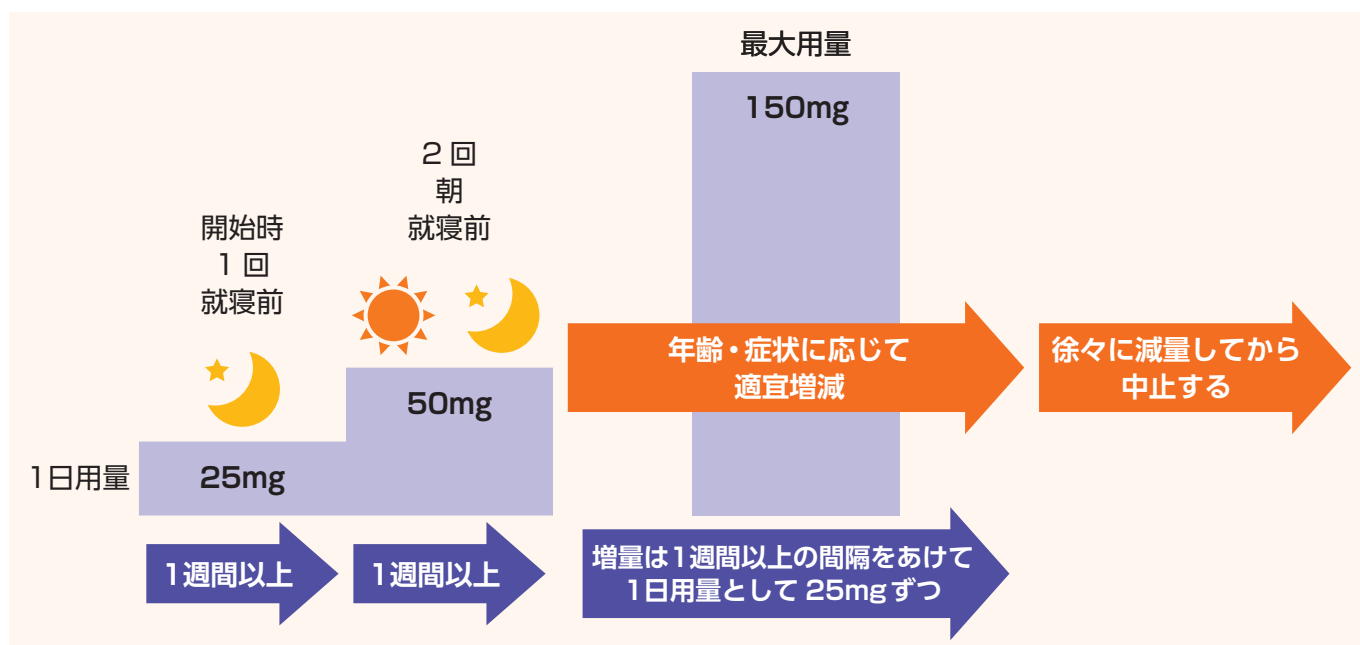 最大用量
150mg
2 回
朝
就寝前
開始時
1 回
就寝前
年齢・症状に応じて
適宜増減
徐々に減量してから
中止する
50mg
1日用量
25mg
1週間以上
1週間以上
増量は1週間以上の間隔をあけて
1日用量として 25mg ずつ